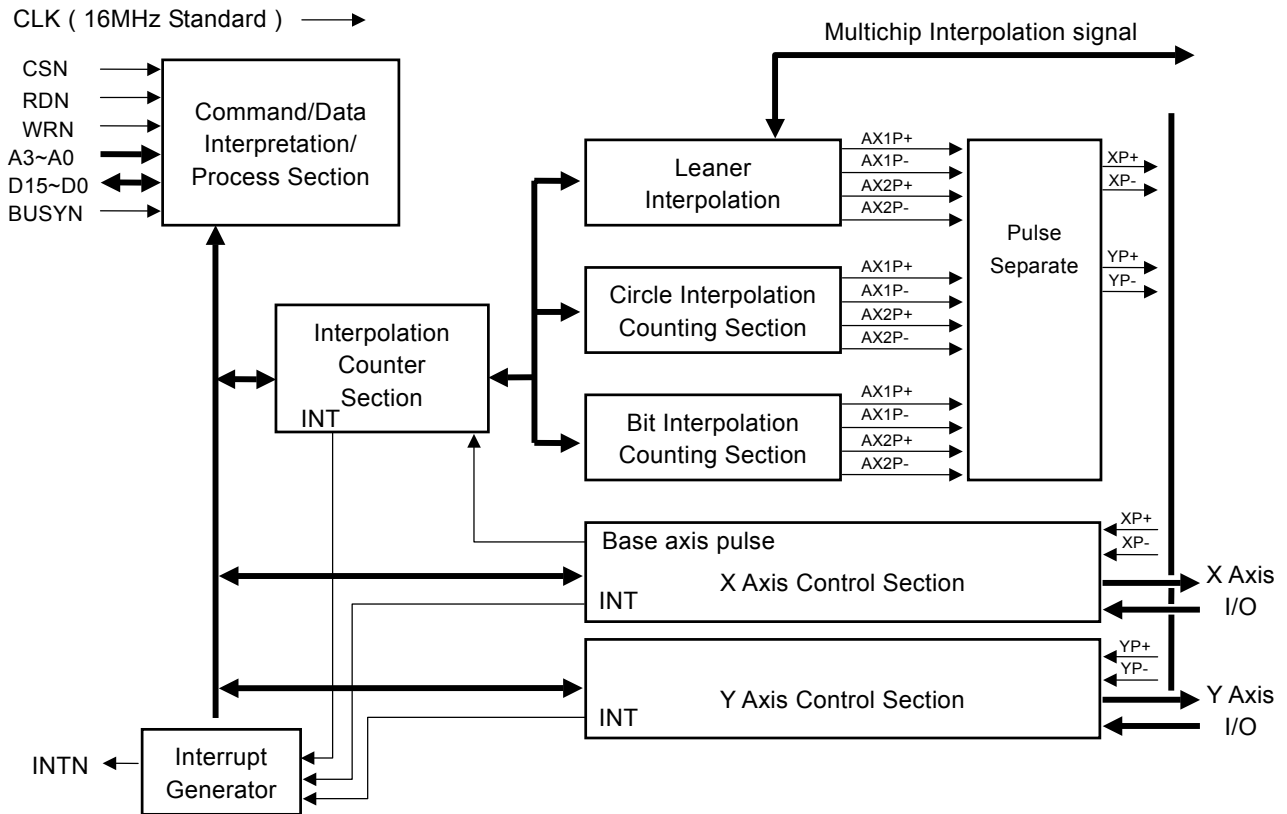 CLK ( 16MHz Standard )
Multichip Interpolation signal
CSN
RDN
WRN
A3~A0
D15~D0
BUSYN
Command/Data
Interpretation/
Process Section
Leaner
Interpolation
AX1P+
AX1P-
AX2P+
AX2P-
Circle Interpolation
Counting Section
AX1P+
AX1P-
AX2P+
AX2P-
Bit Interpolation
Counting Section
AX1P+
AX1P-
AX2P+
AX2P-
Pulse
Separate
XP+
XP-
YP+
YP-
Interpolation
Counter
Section
INT
Base axis pulse
X Axis Control Section
INT
XP+
XP-
X Axis
I/O
Y Axis Control Section
INT
YP+
YP-
Y Axis
I/O
INTN
Interrupt
Generator